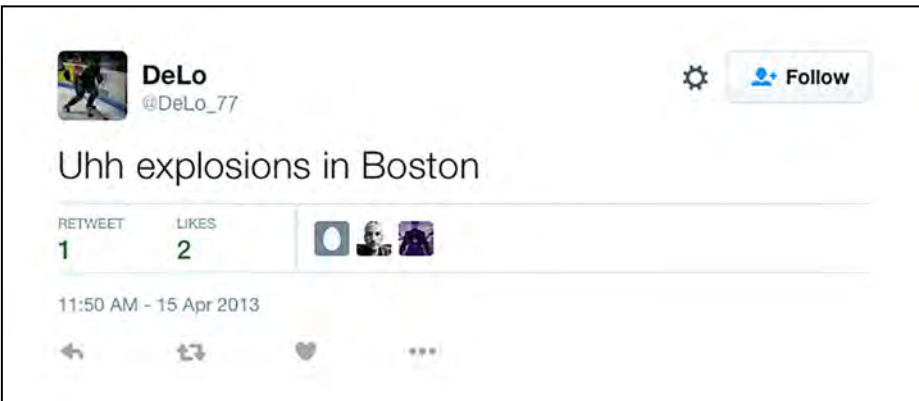 DeLo
@DeLo_77
Follow
Uhh explosions in Boston
RETWEET LIKES
1 2
11:50 AM - 15 Apr 2013